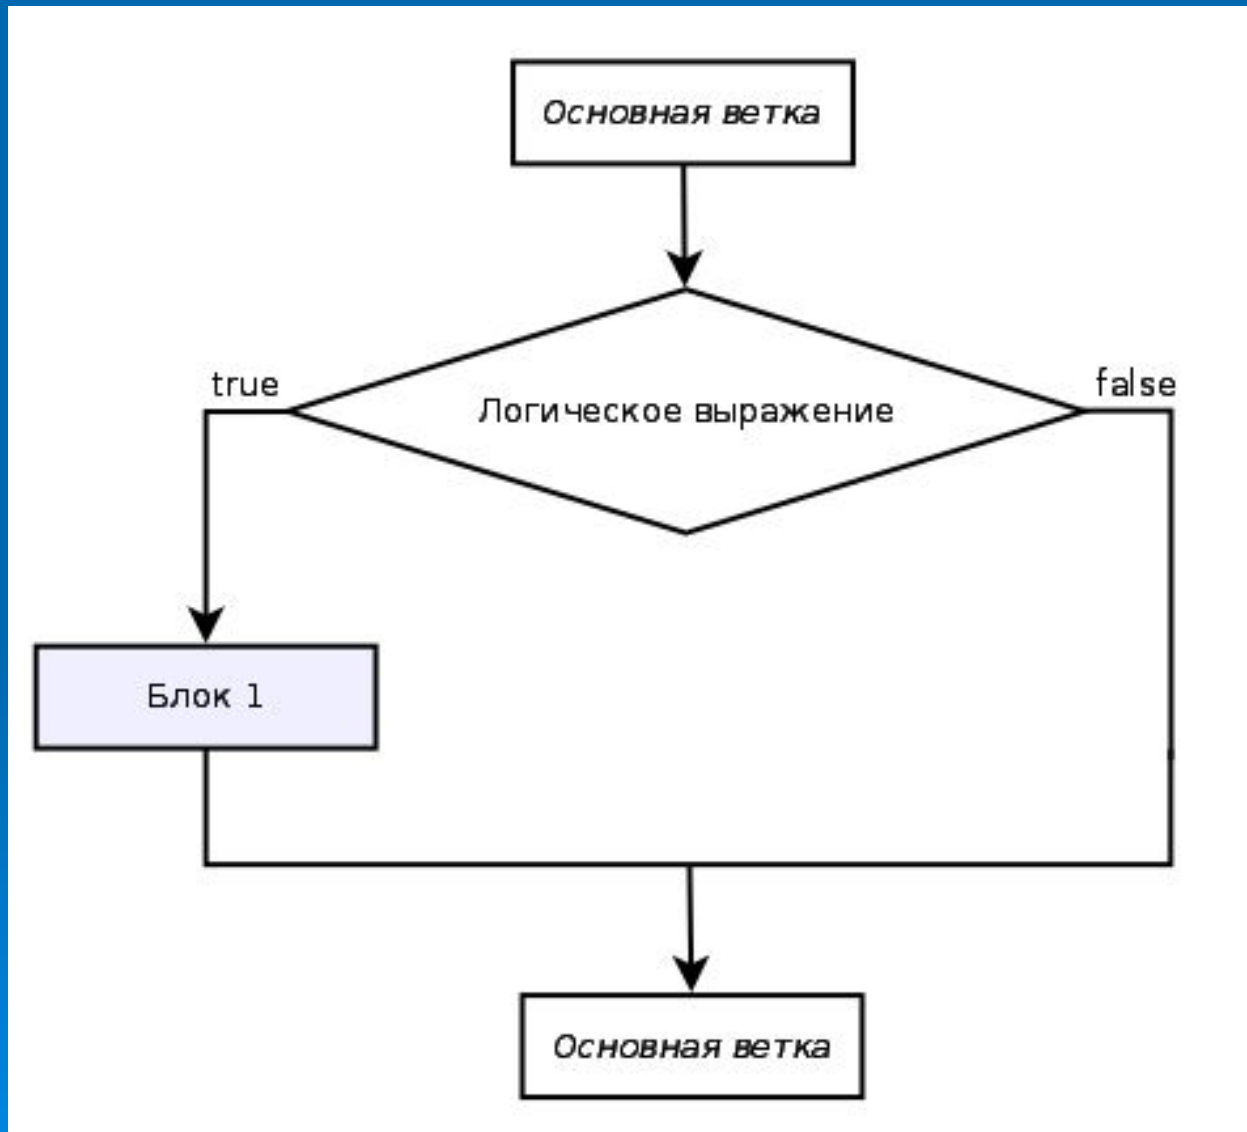 Основная ветка
true
false
Логическое выражение
Блок 1
Основная ветка